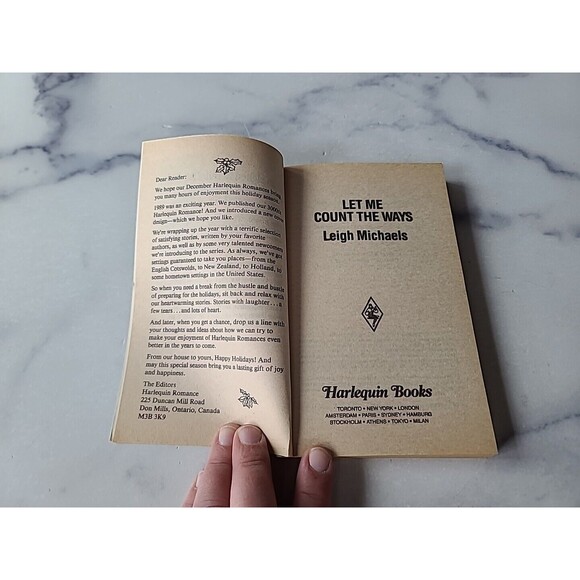 Dear Reader:
We hope our December Harlequin Romances bring
you many hours of enjoyment this holiday season.
1989 was an exciting year. We published our 3000th
Harlequin Romance! And we introduced a new cover
design—which we hope you like.
We're wrapping up the year with a terrific selection
of satisfying stories, written by your favorite
authors, as well as by some very talented newcomers
we're introducing to the series. As always, we've got
settings guaranteed to take you places—from the
English Cotswolds, to New Zealand, to Holland, to
some hometown settings in the United States.
So when you need a break from the hustle and bustle
of preparing for the holidays, sit back and relax with
our heartwarming stories. Stories with laughter...a
few tears...and lots of heart.
And later, when you get a chance, drop us a line with
your thoughts and ideas about how we can try to
make your enjoyment of Harlequin Romances even
better in the years to come.
From our house to yours, Happy Holidays! And
may this special season bring you a lasting gift of joy
and happiness.
The Editors
Harlequin Romance
225 Duncan Mill Road
Don Mills, Ontario, Canada
M3B 3K9
LET ME
COUNT THE WAYS
Leigh Michaels
Harlequin Books
TORONTO • NEW YORK • LONDON
AMSTERDAM • PARIS • SYDNEY • HAMBURG
STOCKHOLM • ATHENS • TOKYO • MILAN